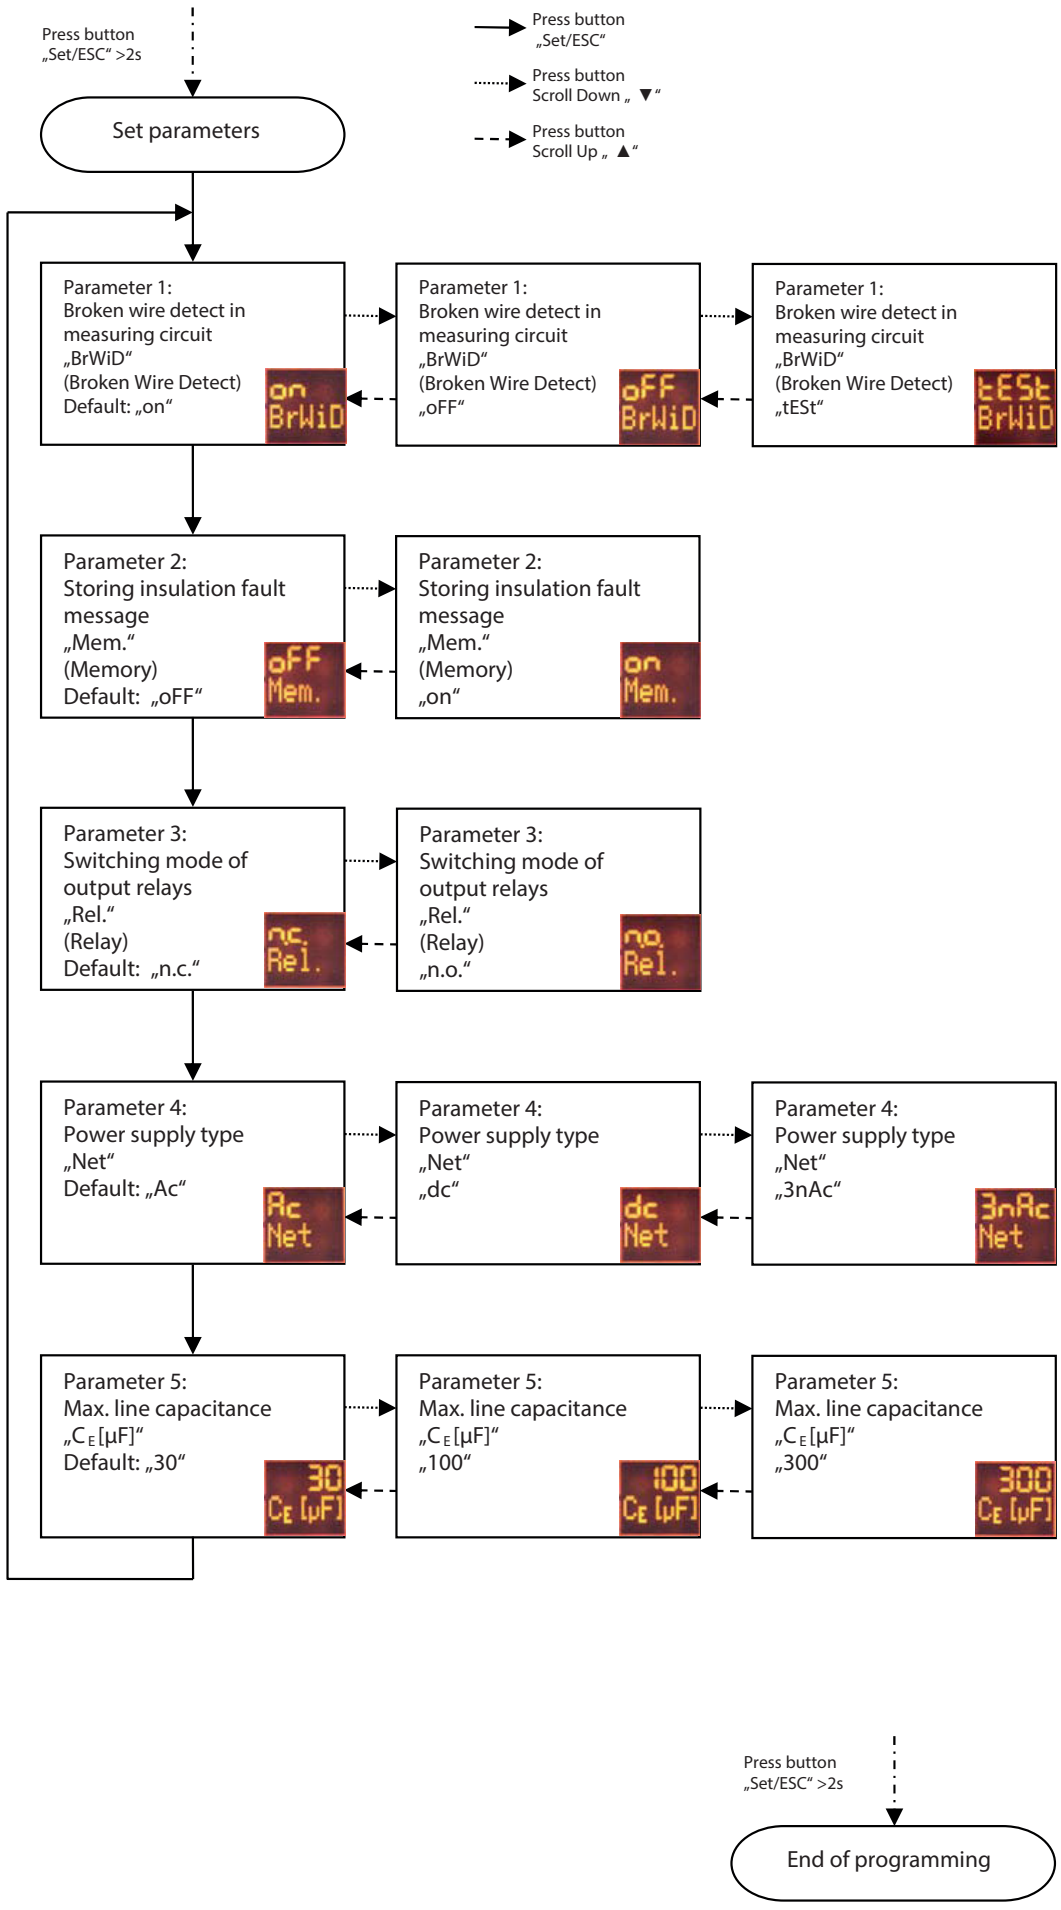 Press button
„Set/ESC“ >2s
Press button
„Set/ESC“
Press button
Scroll Down „ ▼“
Press button
Scroll Up „ ▲“
Set parameters
Parameter 1:
Broken wire detect in
measuring circuit
„BrWiD“
(Broken Wire Detect)
Default: „on“
on
BrWiD
Parameter 1:
Broken wire detect in
measuring circuit
„BrWiD“
(Broken Wire Detect)
„oFF“
oFF
BrWiD
Parameter 1:
Broken wire detect in
measuring circuit
„BrWiD“
(Broken Wire Detect)
„tESt“
tESt
BrWiD
Parameter 2:
Storing insulation fault
message
„Mem.“
(Memory)
Default: „oFF“
oFF
Mem.
Parameter 2:
Storing insulation fault
message
„Mem.“
(Memory)
„on“
on
Mem.
Parameter 3:
Switching mode of
output relays
„Rel.“
(Relay)
Default: „n.c.“
n.c.
Rel.
Parameter 3:
Switching mode of
output relays
„Rel.“
(Relay)
„n.o.“
n.o.
Rel.
Parameter 4:
Power supply type
„Net“
Default: „Ac“
Ac
Net
Parameter 4:
Power supply type
„Net“
„dc“
dc
Net
Parameter 4:
Power supply type
„Net“
„3nAc“
3nAc
Net
Parameter 5:
Max. line capacitance
„CE[µF]“
Default: „30“
30
CE [µF]
Parameter 5:
Max. line capacitance
„CE[µF]“
„100“
100
CE [µF]
Parameter 5:
Max. line capacitance
„CE[µF]“
„300“
300
CE [µF]
Press button
„Set/ESC“ >2s
End of programming